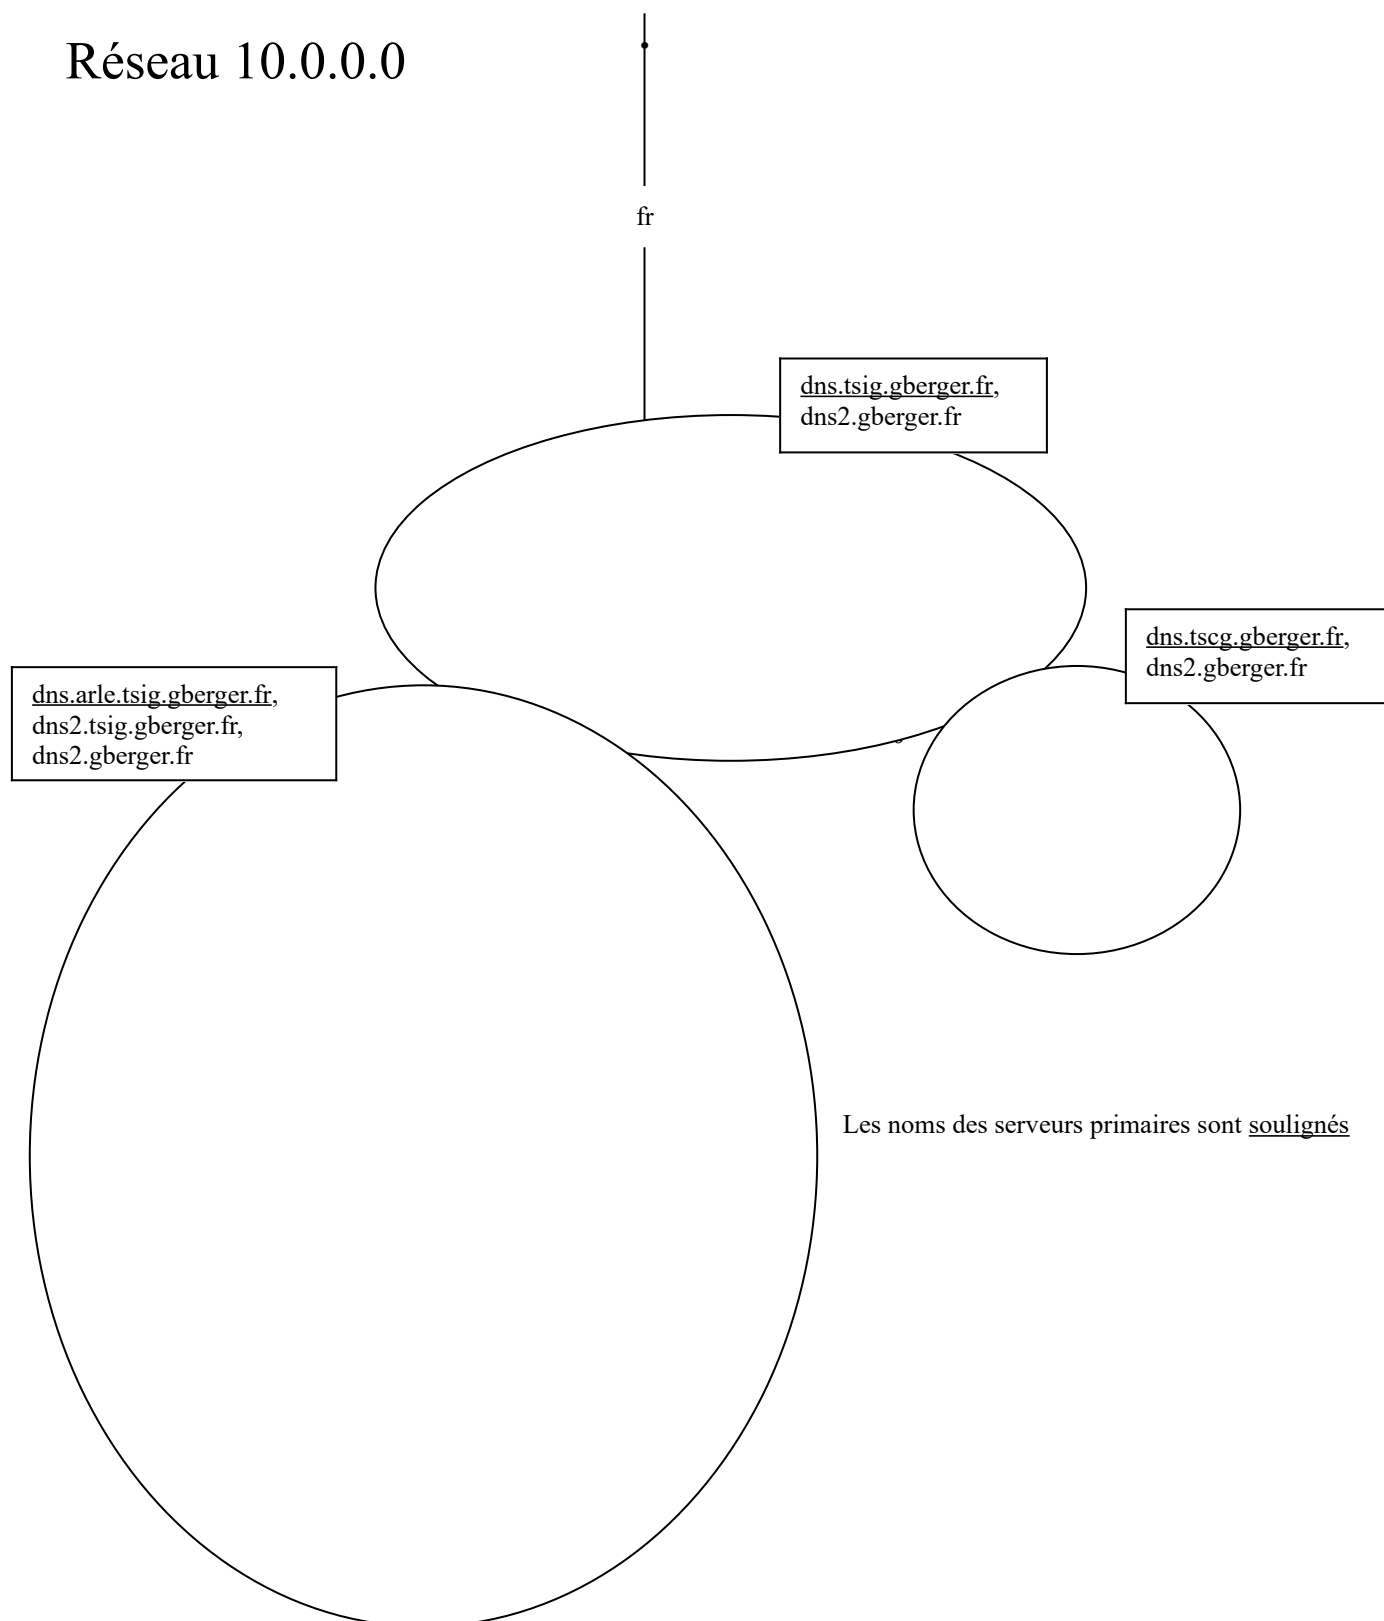 Réseau 10.0.0.0
fr
dns.tsig.gberger.fr,
dns2.gberger.fr
dns.tscg.gberger.fr,
dns2.gberger.fr
dns.arle.tsig.gberger.fr,
dns2.tsig.gberger.fr,
dns2.gberger.fr
Les noms des serveurs primaires sont soulignés